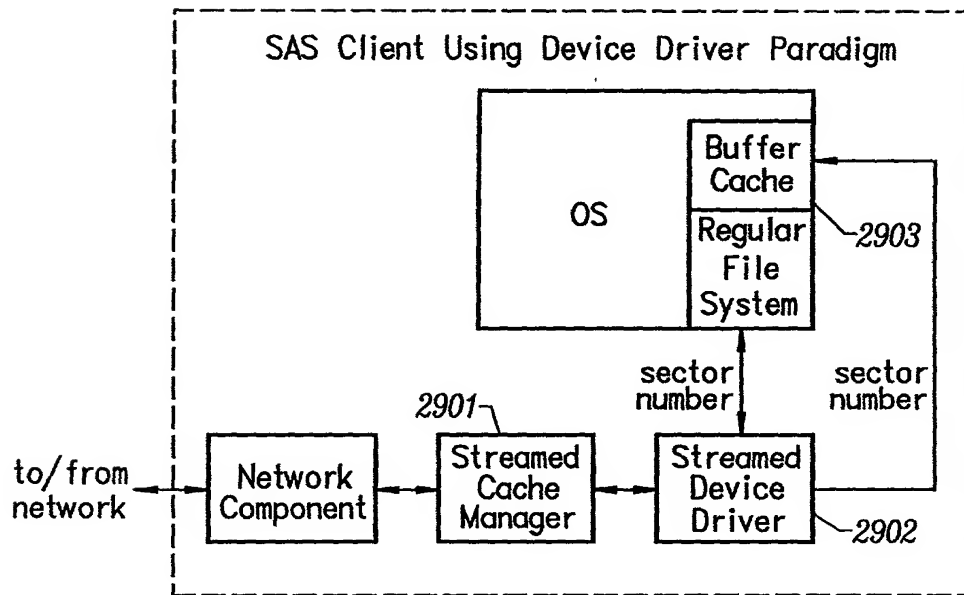 SAS Client Using Device Driver Paradigm
OS
Buffer
Cache
2903
Regular
File
System
sector
number
sector
number
2901
to/from
network
Network
Component
Streamed
Cache
Manager
Streamed
Device
Driver
2902